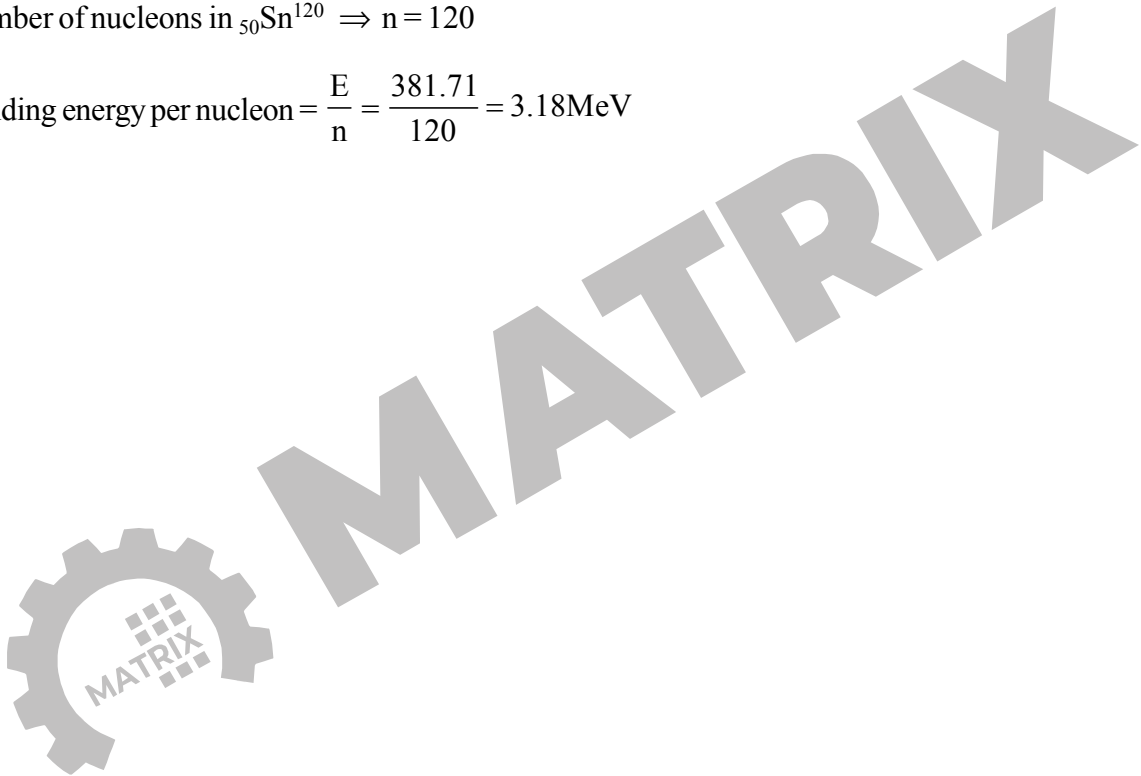 mber of nucleons in ₅₀Sn¹²⁰ ⇒ n = 120
ding energy per nucleon = E/n = 381.71/120 = 3.18MeV
MATRIX
MATRIX